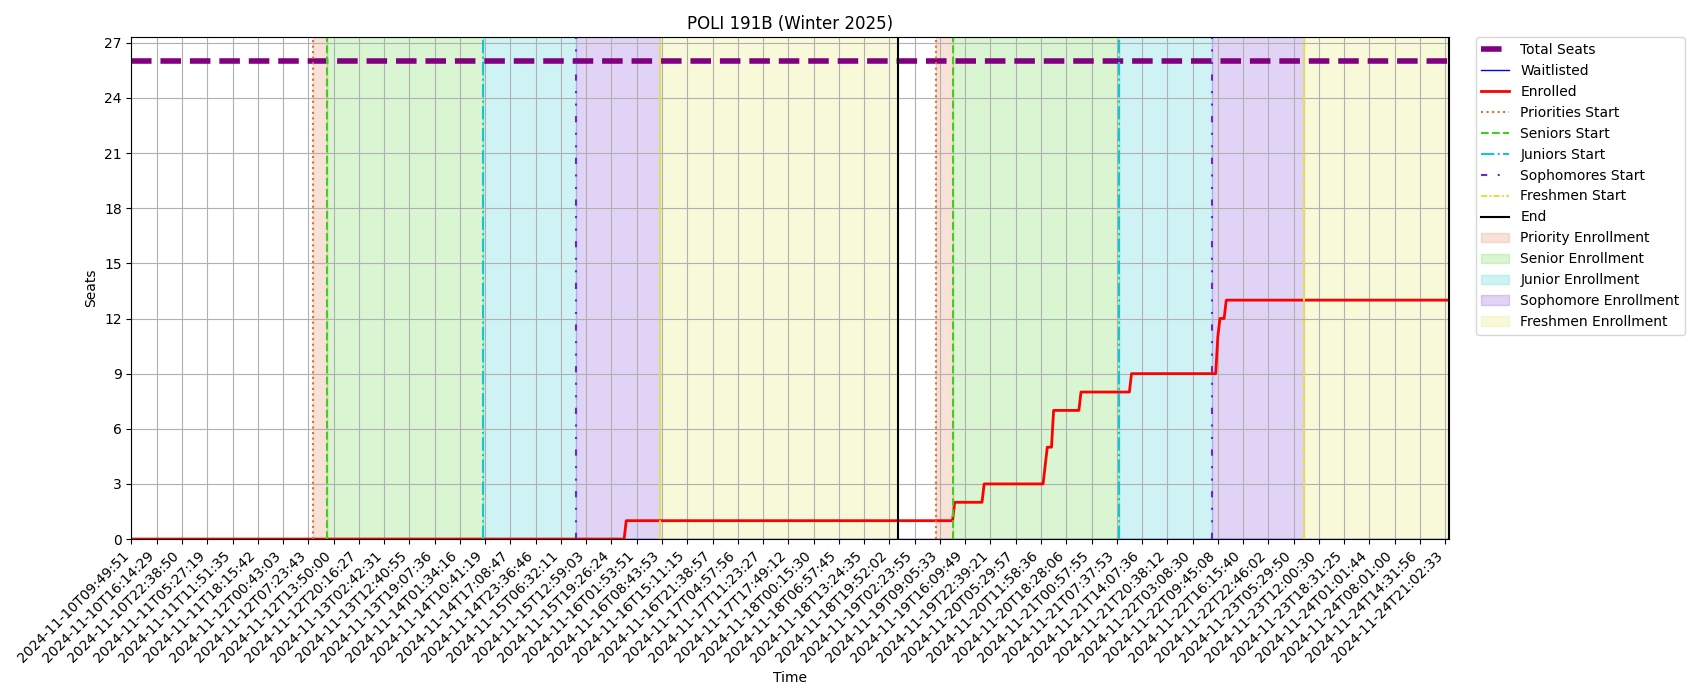 POLI 191B (Winter 2025)
27
24
21
18
15
12
9
6
3
0
Seats
2024-11-10T09:49:51
2024-11-10T16:14:29
2024-11-10T22:38:50
2024-11-11T05:27:19
2024-11-11T11:51:35
2024-11-11T18:15:42
2024-11-12T00:43:03
2024-11-12T07:23:43
2024-11-12T13:50:00
2024-11-12T20:16:27
2024-11-13T02:42:31
2024-11-13T12:40:55
2024-11-13T19:07:36
2024-11-14T01:34:16
2024-11-14T10:41:19
2024-11-14T17:08:47
2024-11-14T23:36:46
2024-11-15T06:32:11
2024-11-15T12:59:03
2024-11-15T19:26:24
2024-11-16T01:53:51
2024-11-16T08:43:53
2024-11-16T15:11:15
2024-11-16T21:38:57
2024-11-17T04:57:56
2024-11-17T11:23:27
2024-11-17T17:49:12
2024-11-18T00:15:30
2024-11-18T06:57:45
2024-11-18T13:24:35
2024-11-18T19:52:02
2024-11-19T02:23:55
2024-11-19T09:05:33
2024-11-19T16:09:49
2024-11-19T22:39:21
2024-11-20T05:29:57
2024-11-20T11:58:36
2024-11-20T18:28:06
2024-11-21T00:57:55
2024-11-21T07:37:53
2024-11-21T14:07:36
2024-11-21T20:38:12
2024-11-22T03:08:30
2024-11-22T09:45:08
2024-11-22T16:15:40
2024-11-22T22:46:02
2024-11-23T05:29:50
2024-11-23T12:00:30
2024-11-23T18:31:25
2024-11-24T01:01:44
2024-11-24T08:01:00
2024-11-24T14:31:56
2024-11-24T21:02:33
Time
Total Seats
Waitlisted
Enrolled
Priorities Start
Seniors Start
Juniors Start
Sophomores Start
Freshmen Start
End
Priority Enrollment
Senior Enrollment
Junior Enrollment
Sophomore Enrollment
Freshmen Enrollment